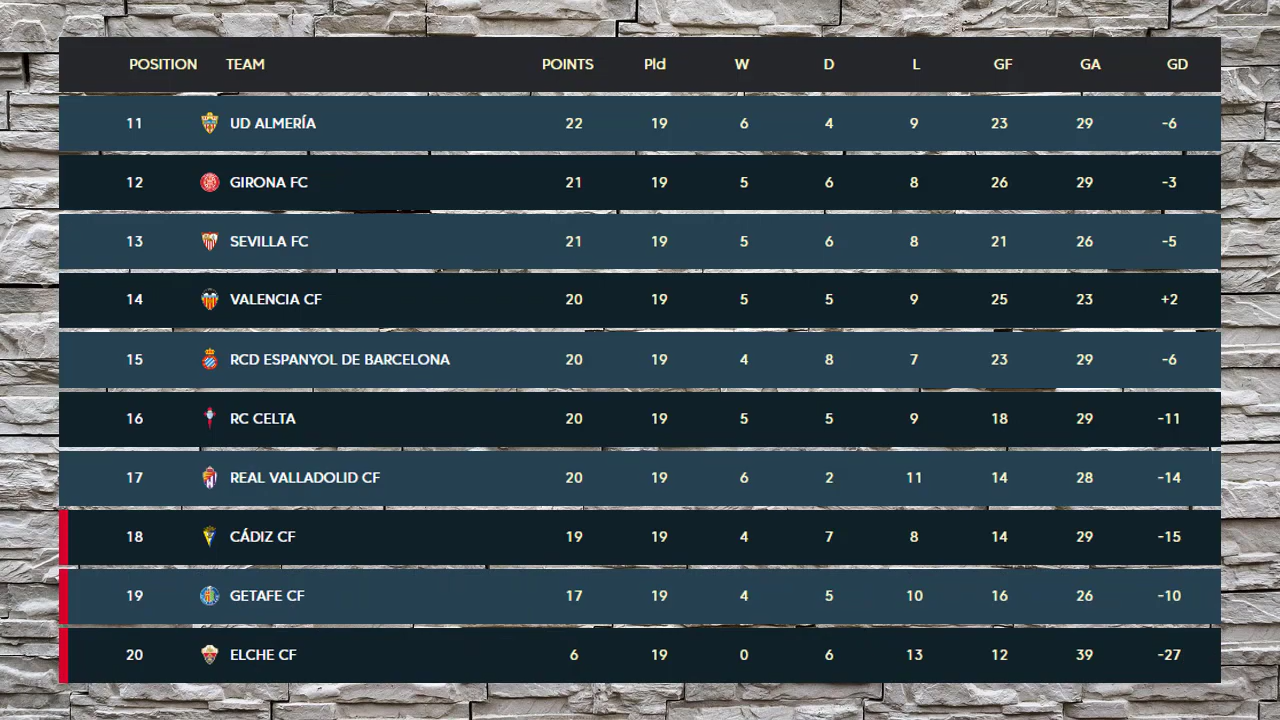 POSITION TEAM POINTS Pld W D L GF GA GD
11 UD ALMERÍA 22 19 6 4 9 23 29 -6
12 GIRONA FC 21 19 5 6 8 26 29 -3
13 SEVILLA FC 21 19 5 6 8 21 26 -5
14 VALENCIA CF 20 19 5 5 9 25 23 +2
15 RCD ESPANYOL DE BARCELONA 20 19 4 8 7 23 29 -6
16 RC CELTA 20 19 5 5 9 18 29 -11
17 REAL VALLADOLID CF 20 19 6 2 11 14 28 -14
18 CÁDIZ CF 19 19 4 7 8 14 29 -15
19 GETAFE CF 17 19 4 5 10 16 26 -10
20 ELCHE CF 6 19 0 6 13 12 39 -27